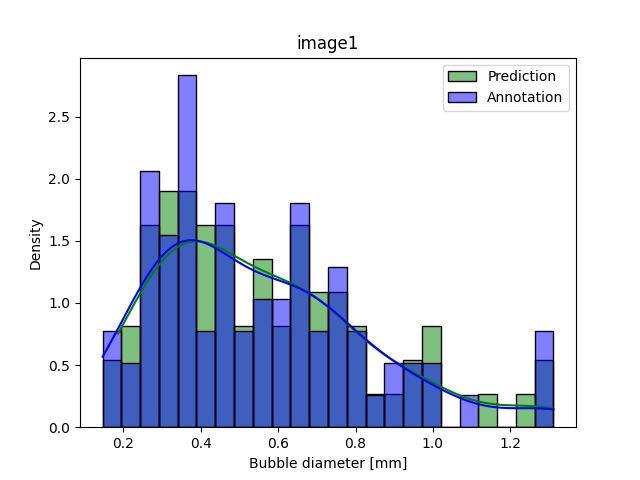 image1
Prediction
Annotation
Density
2.5
2.0
1.5
1.0
0.5
0.0
0.2 0.4 0.6 0.8 1.0 1.2
Bubble diameter [mm]